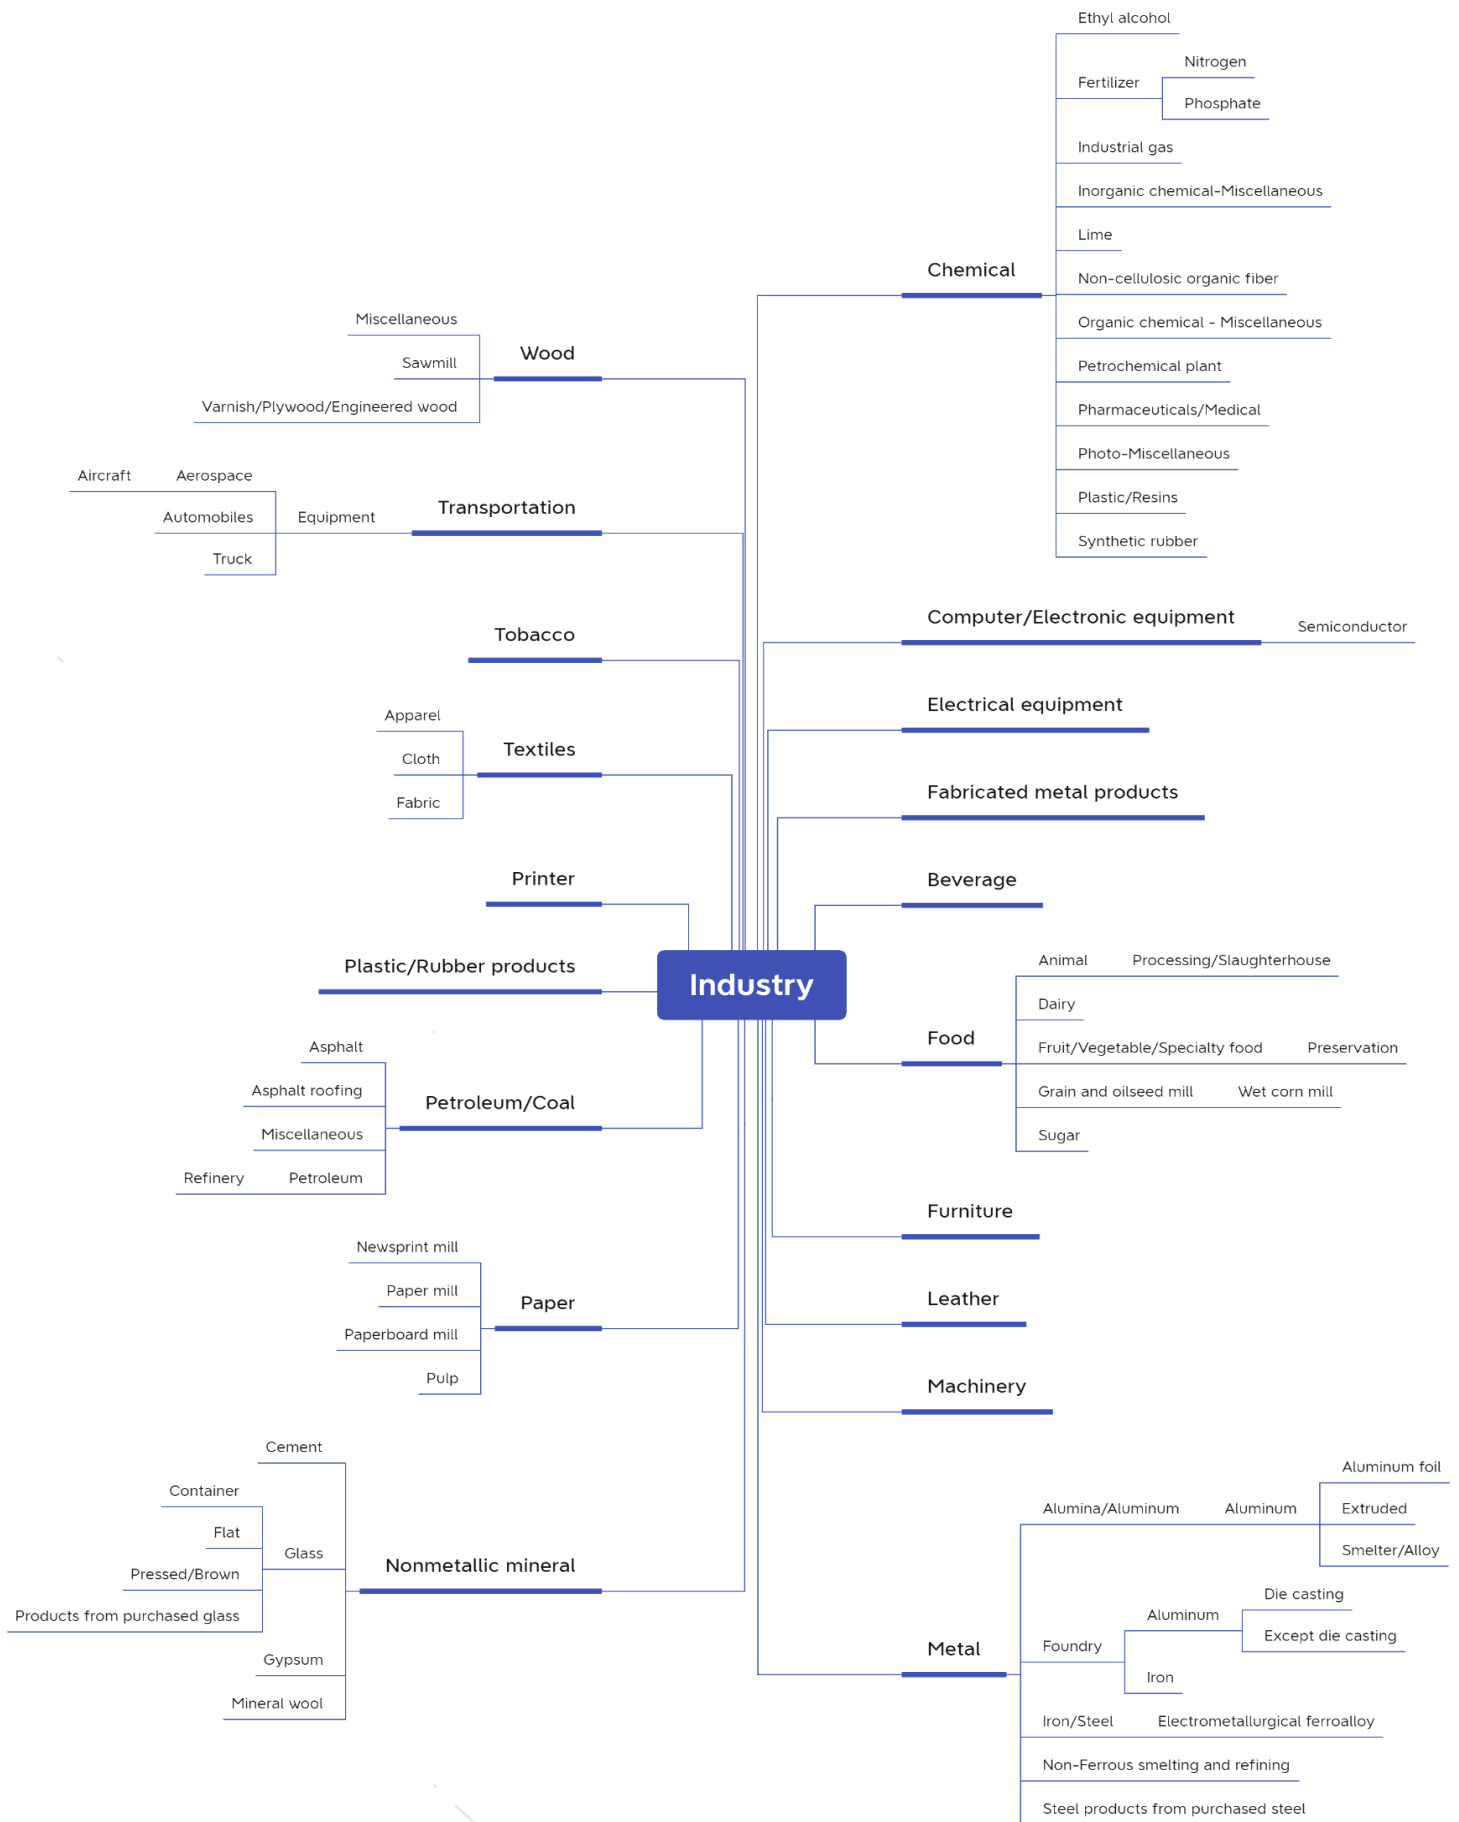 Industry
Chemical
Ethyl alcohol
Fertilizer
Nitrogen
Phosphate
Industrial gas
Inorganic chemical-Miscellaneous
Lime
Non-cellulosic organic fiber
Organic chemical - Miscellaneous
Petrochemical plant
Pharmaceuticals/Medical
Photo-Miscellaneous
Plastic/Resins
Synthetic rubber
Computer/Electronic equipment
Semiconductor
Electrical equipment
Fabricated metal products
Beverage
Food
Animal
Processing/Slaughterhouse
Dairy
Fruit/Vegetable/Specialty food
Preservation
Grain and oilseed mill
Wet corn mill
Sugar
Furniture
Leather
Machinery
Metal
Alumina/Aluminum
Aluminum
Aluminum foil
Extruded
Smelter/Alloy
Foundry
Aluminum
Die casting
Except die casting
Iron
Iron/Steel
Electrometallurgical ferroalloy
Non-Ferrous smelting and refining
Steel products from purchased steel
Wood
Miscellaneous
Sawmill
Varnish/Plywood/Engineered wood
Transportation
Equipment
Aerospace
Aircraft
Automobiles
Truck
Tobacco
Textiles
Apparel
Cloth
Fabric
Printer
Plastic/Rubber products
Petroleum/Coal
Asphalt
Asphalt roofing
Miscellaneous
Petroleum
Refinery
Paper
Newsprint mill
Paper mill
Paperboard mill
Pulp
Nonmetallic mineral
Cement
Glass
Container
Flat
Pressed/Brown
Products from purchased glass
Gypsum
Mineral wool